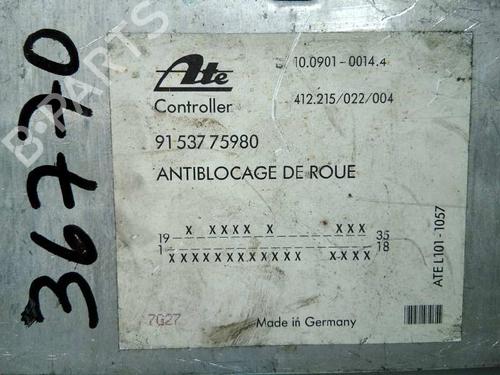 36770
Ate
Controller
10.0901-0014.4
412.215/022/004
91 537 75980
ANTIBLOCAGE DE ROUE
x xxxx x xxx
19 35
1 18
xxxxxxxxxxxx xxxx
ATE L101-1057
7G27
Made in Germany
B-PARTS